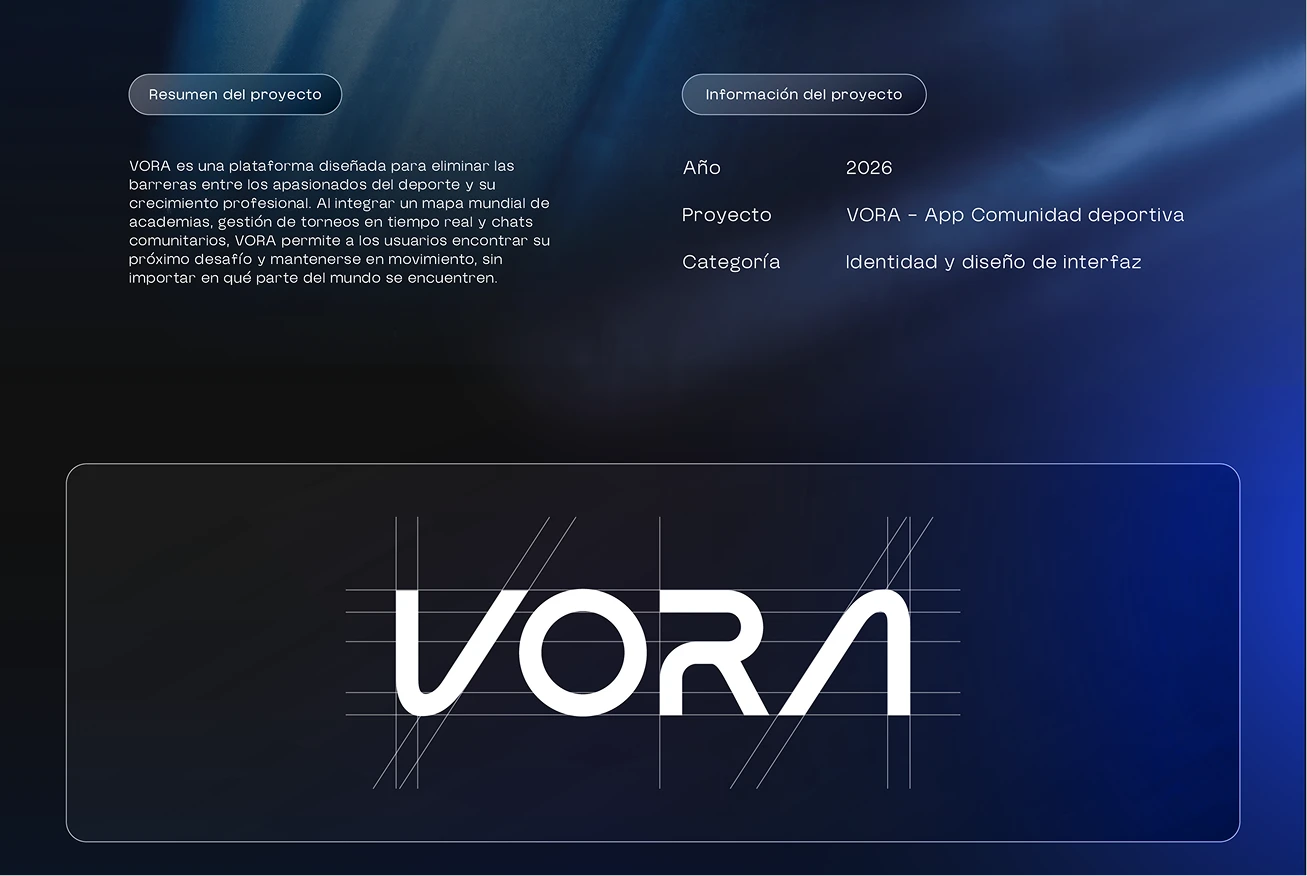 Resumen del proyecto
VORA es una plataforma diseñada para eliminar las
barreras entre los apasionados del deporte y su
crecimiento profesional. Al integrar un mapa mundial de
academias, gestión de torneos en tiempo real y chats
comunitarios, VORA permite a los usuarios encontrar su
próximo desafío y mantenerse en movimiento, sin
importar en qué parte del mundo se encuentren.
Información del proyecto
Año 2026
Proyecto VORA - App Comunidad deportiva
Categoría Identidad y diseño de interfaz
VORA